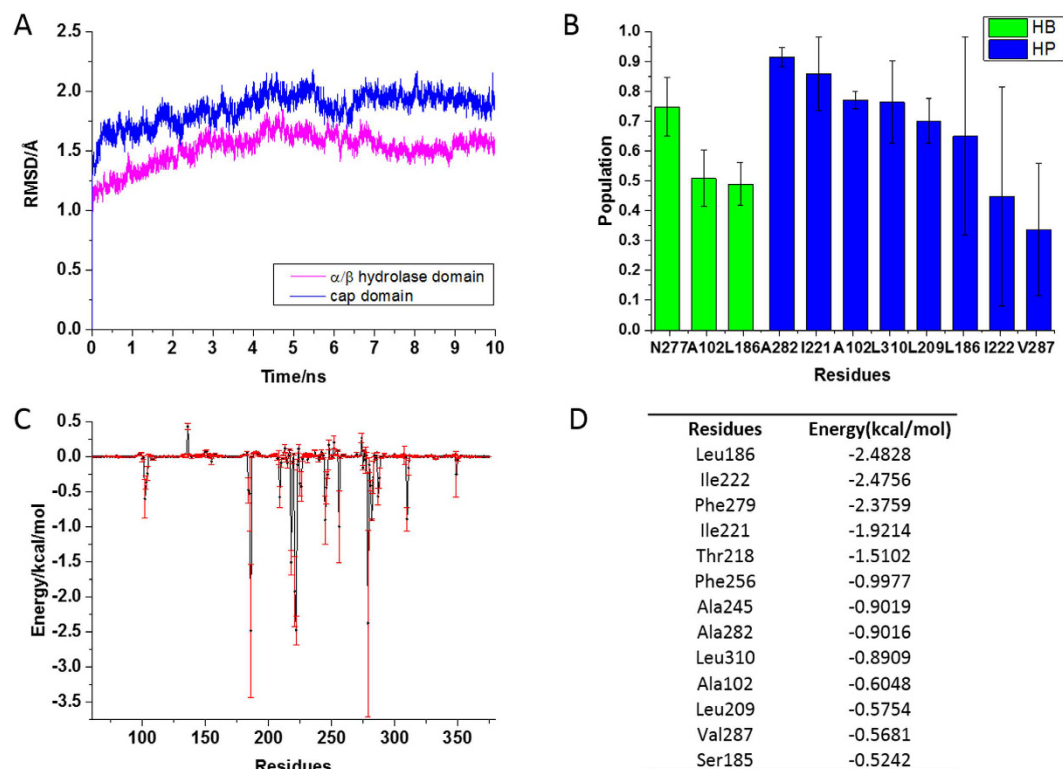 A
2.5
2.0
1.5
1.0
0.5
0.0
RMSD/Å
α/β hydrolase domain
cap domain
0 1 2 3 4 5 6 7 8 9 10
Time/ns
B
HB
HP
1.0
0.9
0.8
0.7
0.6
0.5
0.4
0.3
0.2
0.1
0.0
Population
N277 A102 L186 A282 I221 A102 L310 L209 L186 I222 V287
Residues
C
0.5
0.0
-0.5
-1.0
-1.5
-2.0
-2.5
-3.0
-3.5
Energy/kcal/mol
100 150 200 250 300 350
Residues
D
Residues Energy(kcal/mol)
Leu186 -2.4828
Ile222 -2.4756
Phe279 -2.3759
Ile221 -1.9214
Thr218 -1.5102
Phe256 -0.9977
Ala245 -0.9019
Ala282 -0.9016
Leu310 -0.8909
Ala102 -0.6048
Leu209 -0.5754
Val287 -0.5681
Ser185 -0.5242